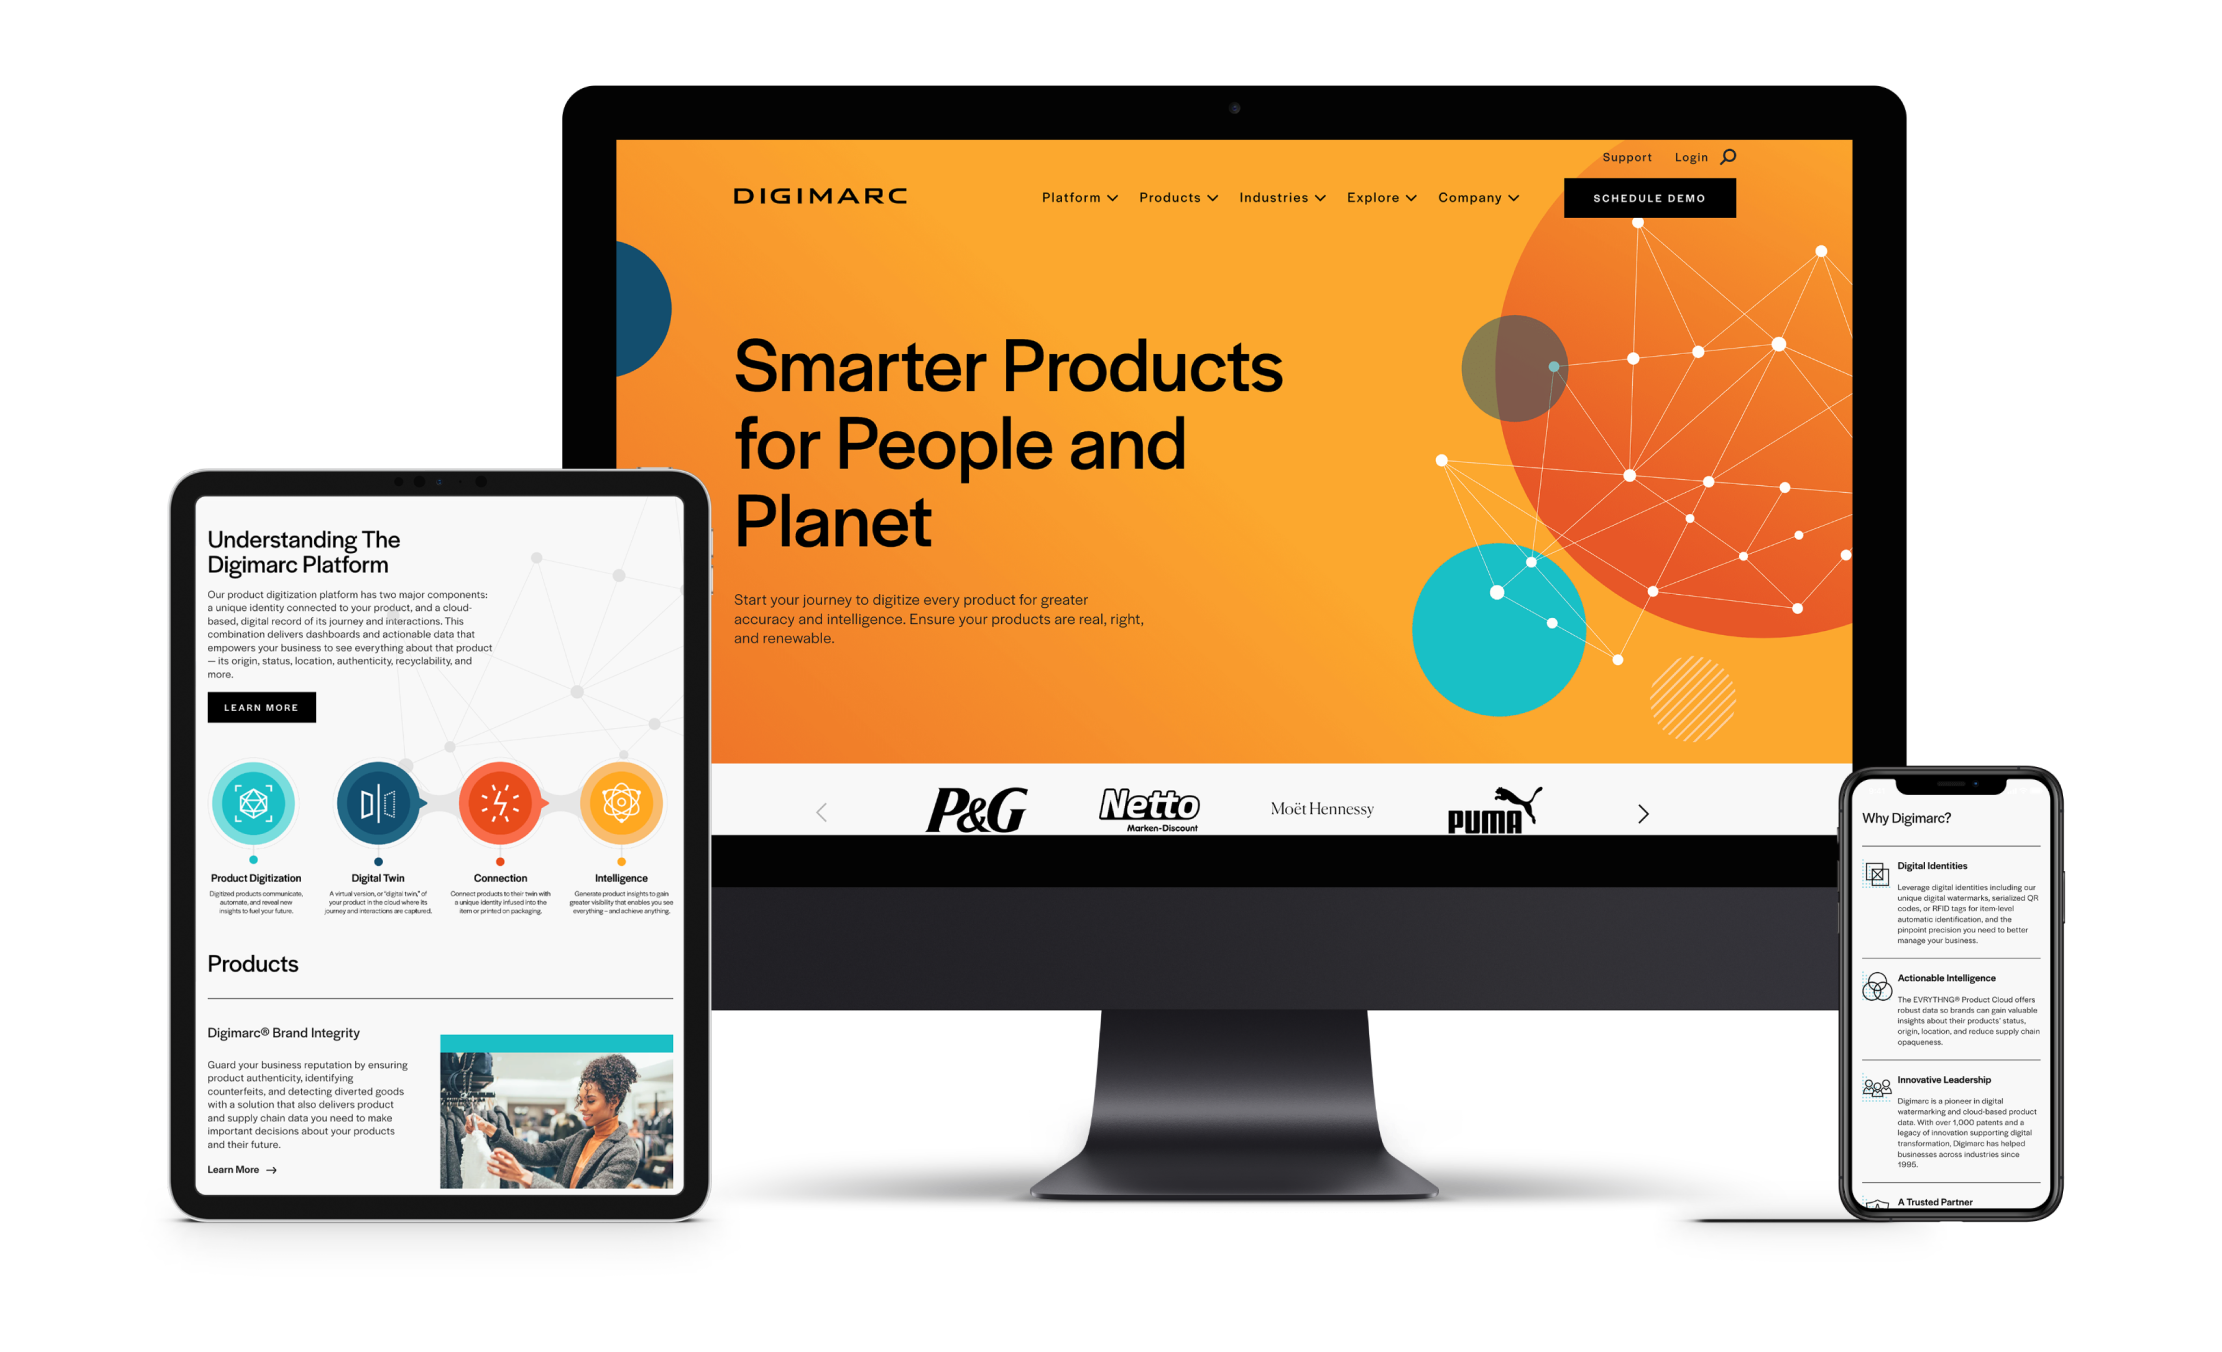 Support Login
DIGIMARC
Platform Products Industries Explore Company
SCHEDULE DEMO
Smarter Products
for People and
Planet
Start your journey to digitize every product for greater
accuracy and intelligence. Ensure your products are real, right,
and renewable.
P&G
Netto
Marken-Discount
Moët Hennessy
PUMA
Understanding The
Digimarc Platform
Our product digitization platform has two major components:
a unique identity connected to your product, and a cloud-
based, digital record of its journey and interactions. This
combination delivers dashboards and actionable data that
empowers your business to see everything about that product
— its origin, status, location, authenticity, recyclability, and
more.
LEARN MORE
Product Digitization
Digitized products communicate,
automate, and reveal new
insights to fuel your future.
Digital Twin
A virtual version, or "digital twin," of
your product in the cloud where its
journey and interactions are captured.
Connection
Connect products to their twin with
a unique identity infused into the
item or printed on packaging.
Intelligence
Generate product insights to gain
greater visibility that enables you see
everything – and achieve anything.
Products
Digimarc® Brand Integrity
Guard your business reputation by ensuring
product authenticity, identifying
counterfeits, and detecting diverted goods
with a solution that also delivers product
and supply chain data you need to make
important decisions about your products
and their future.
Learn More →
Why Digimarc?
Digital Identities
Leverage digital identities including our
unique digital watermarks, serialized QR
codes, or RFID tags for item-level
automatic identification, and the
pinpoint precision you need to better
manage your business.
Actionable Intelligence
The EVRYTHNG® Product Cloud offers
robust data so brands can gain valuable
insights about their products' status,
origin, location, and reduce supply chain
opaqueness.
Innovative Leadership
Digimarc is a pioneer in digital
watermarking and cloud-based product
data. With over 1,000 patents and a
legacy of innovation supporting digital
transformation, Digimarc has helped
businesses across industries since
1995.
A Trusted Partner